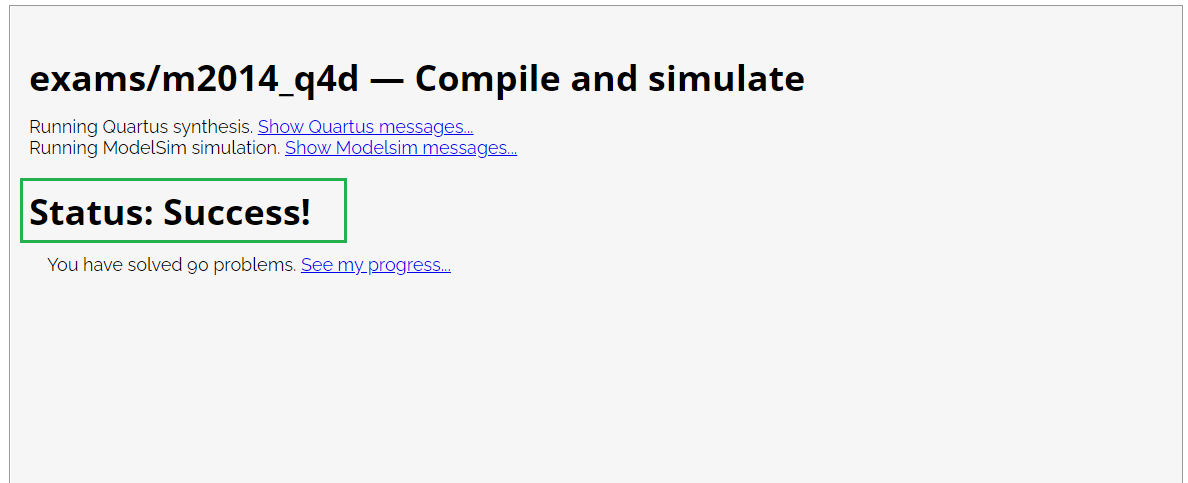 exams/m2014_q4d — Compile and simulate
Running Quartus synthesis. Show Quartus messages...
Running ModelSim simulation. Show Modelsim messages...
Status: Success!
You have solved 90 problems. See my progress...